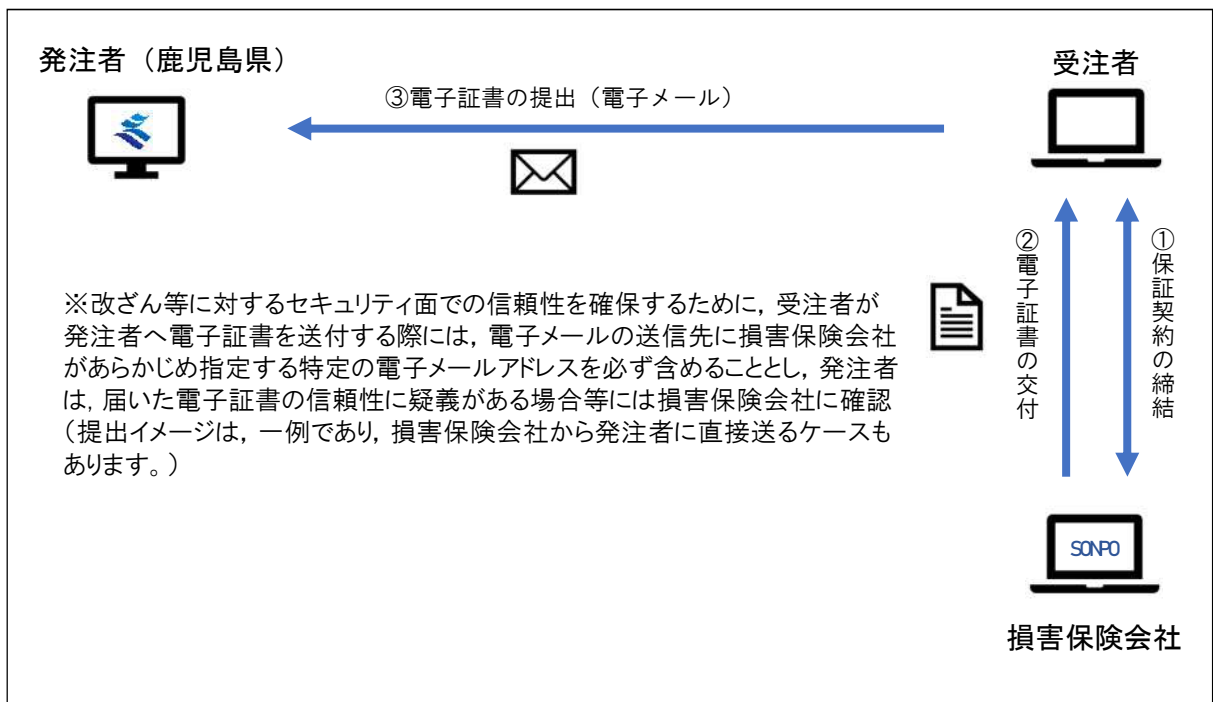 発注者（鹿児島県）
受注者
③電子証書の提出（電子メール）
②電子証書の交付
①保証契約の締結
※改ざん等に対するセキュリティ面での信頼性を確保するために，受注者が
発注者へ電子証書を送付する際には，電子メールの送信先に損害保険会社
があらかじめ指定する特定の電子メールアドレスを必ず含めることとし，発注者
は，届いた電子証書の信頼性に疑義がある場合等には損害保険会社に確認
（提出イメージは，一例であり，損害保険会社から発注者に直接送るケースも
あります。）
SONPO
損害保険会社